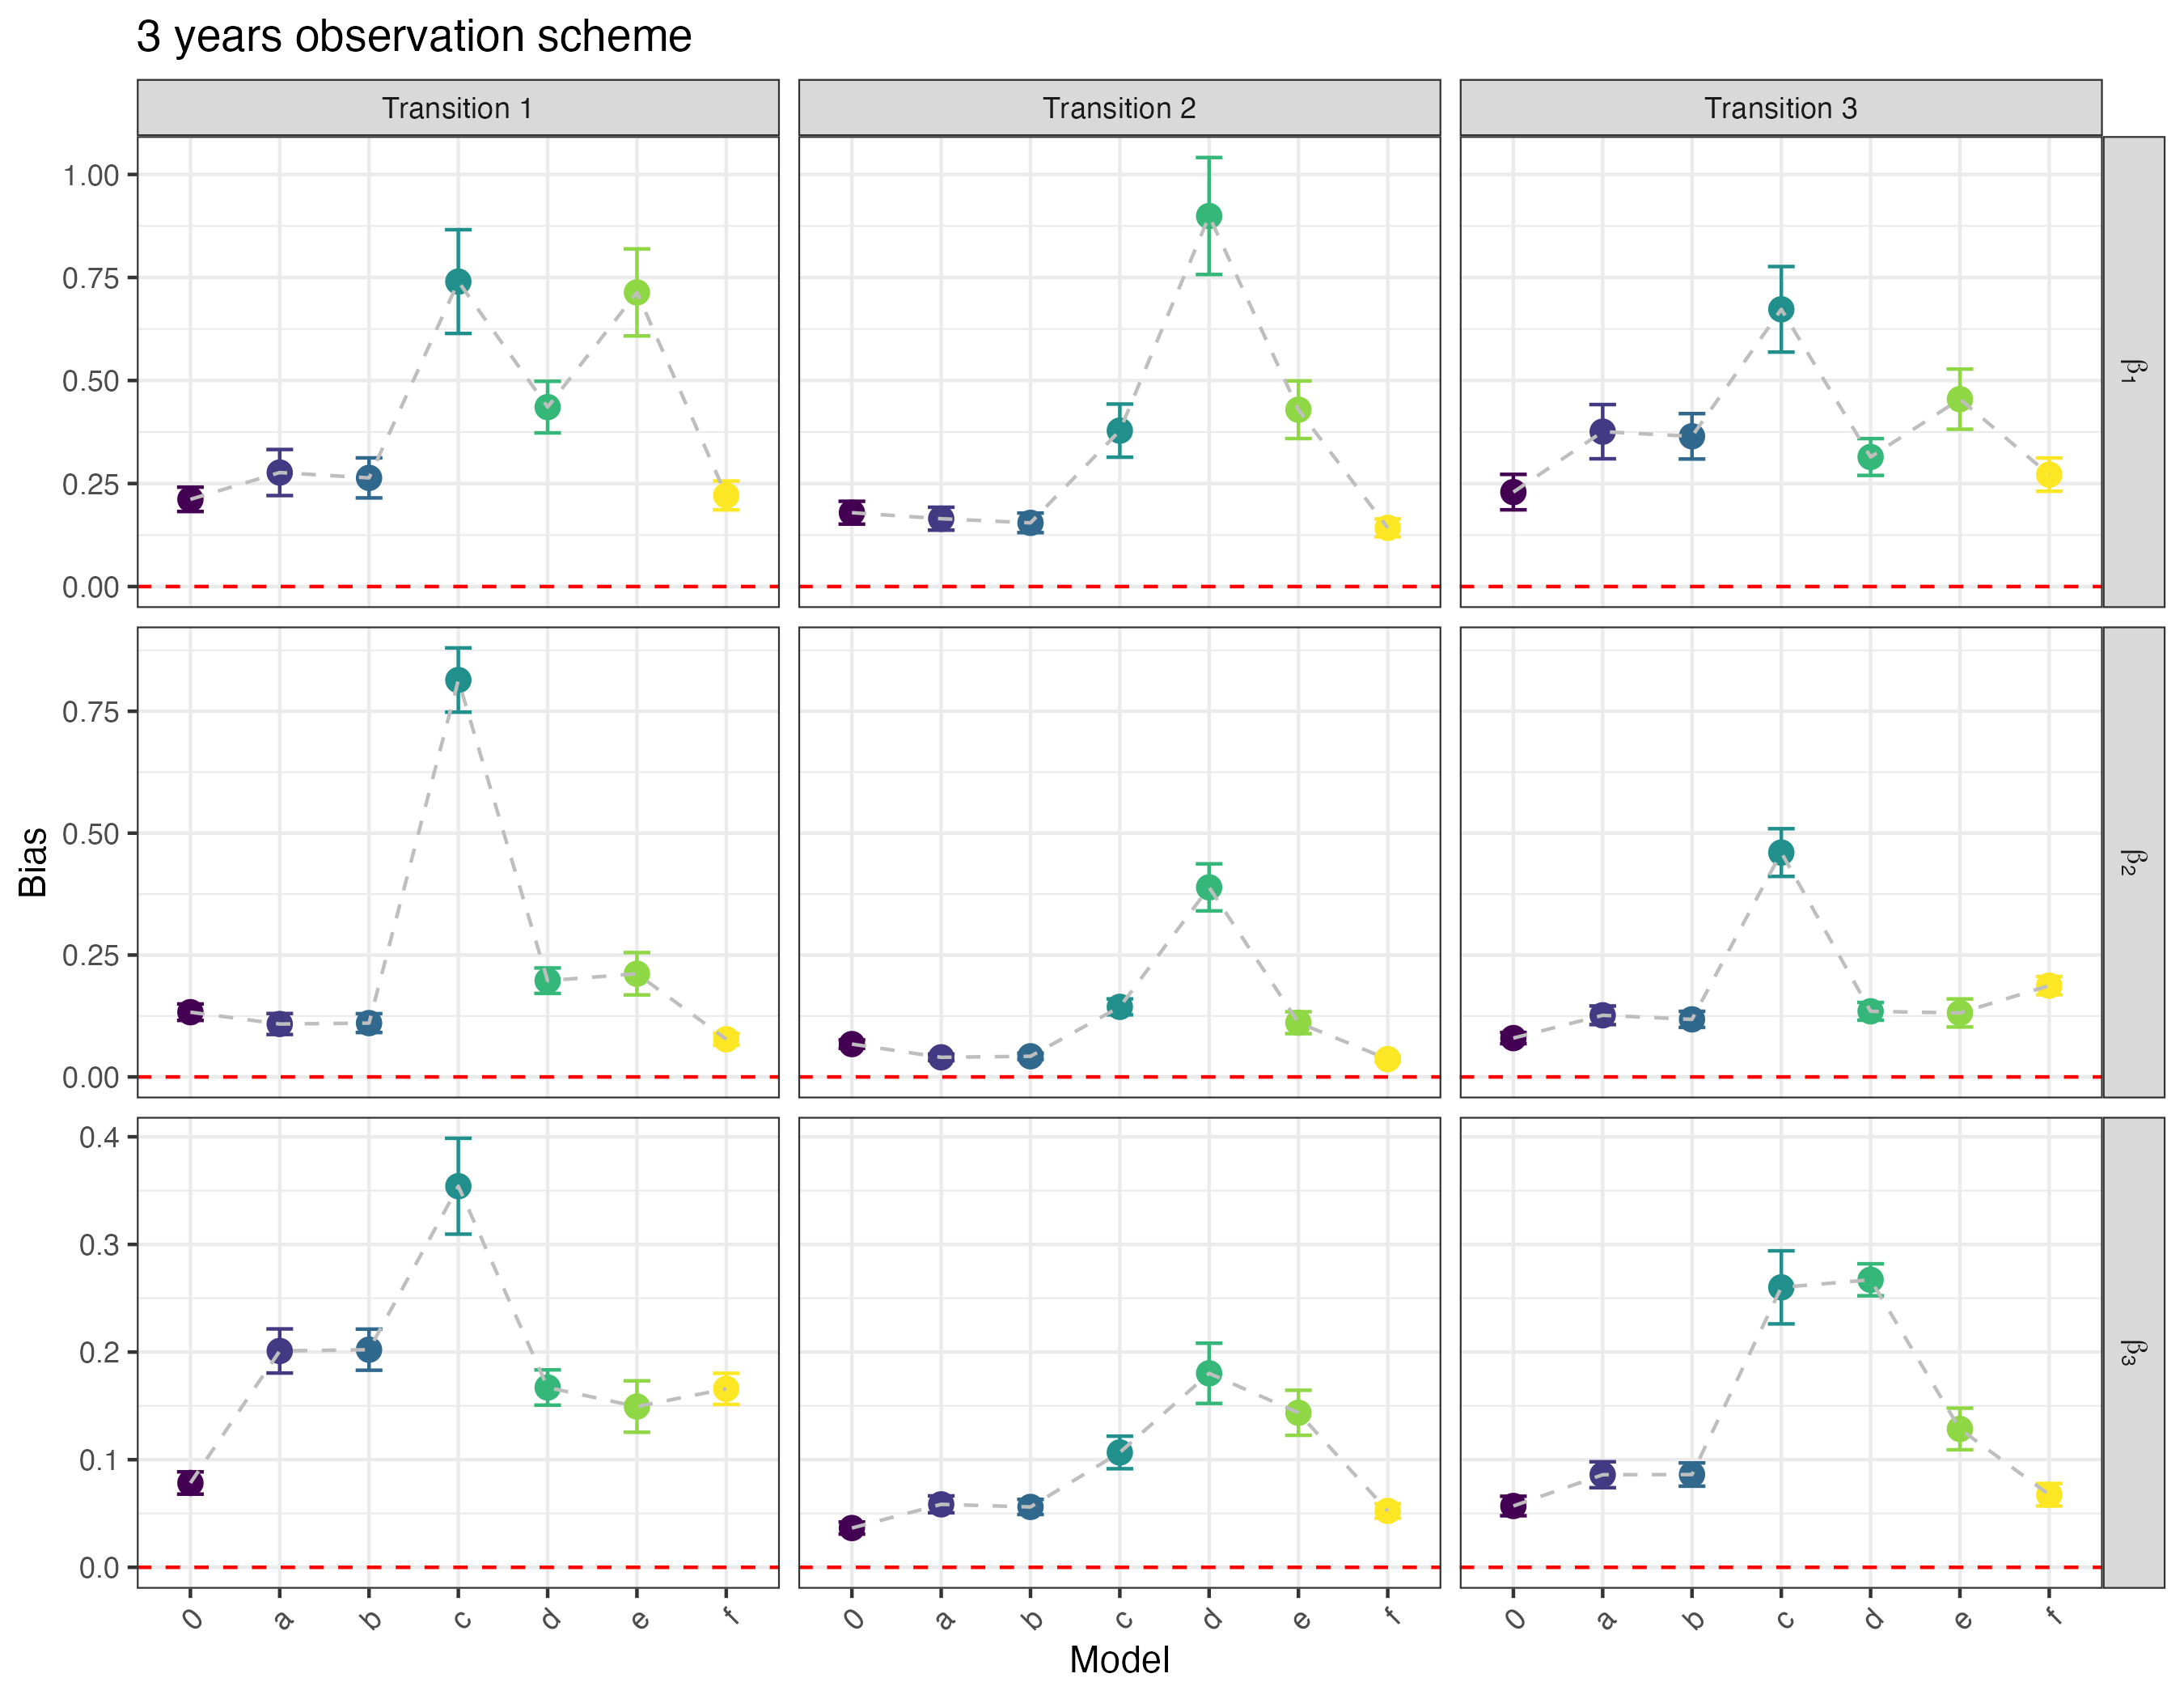 3 years observation scheme
Transition 1 Transition 2 Transition 3
1.00
0.75
0.50
0.25
0.00
β1
0.75
0.50
0.25
0.00
β2
0.4
0.3
0.2
0.1
0.0
β3
Bias
0 a b c d e f 0 a b c d e f 0 a b c d e f
Model